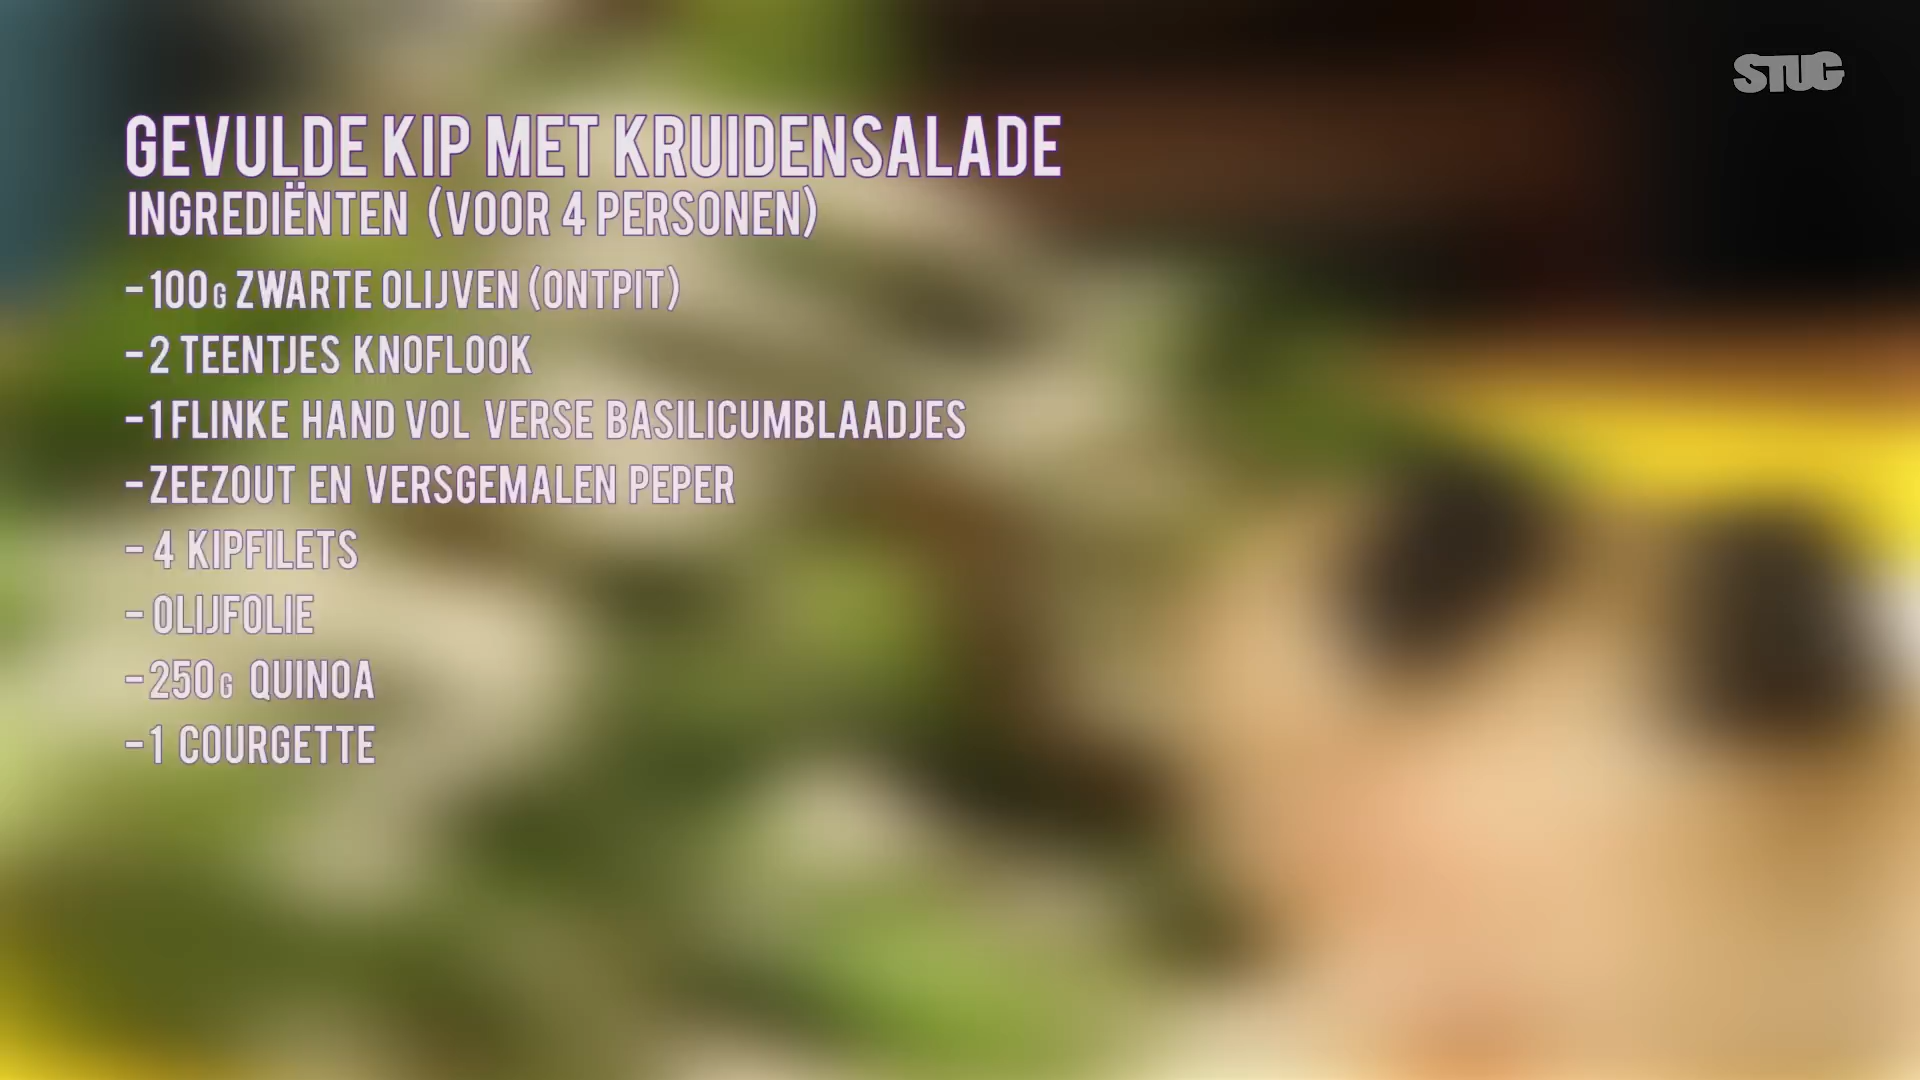 STUG
GEVULDE KIP MET KRUIDENSALADE
INGREDIËNTEN (VOOR 4 PERSONEN)
- 100G ZWARTE OLIJVEN (ONTPIT)
- 2 TEENTJES KNOFLOOK
- 1 FLINKE HAND VOL VERSE BASILICUMBLAADJES
- ZEEZOUT EN VERSGEMALEN PEPER
- 4 KIPFILETS
- OLIJFOLIE
- 250G QUINOA
- 1 COURGETTE